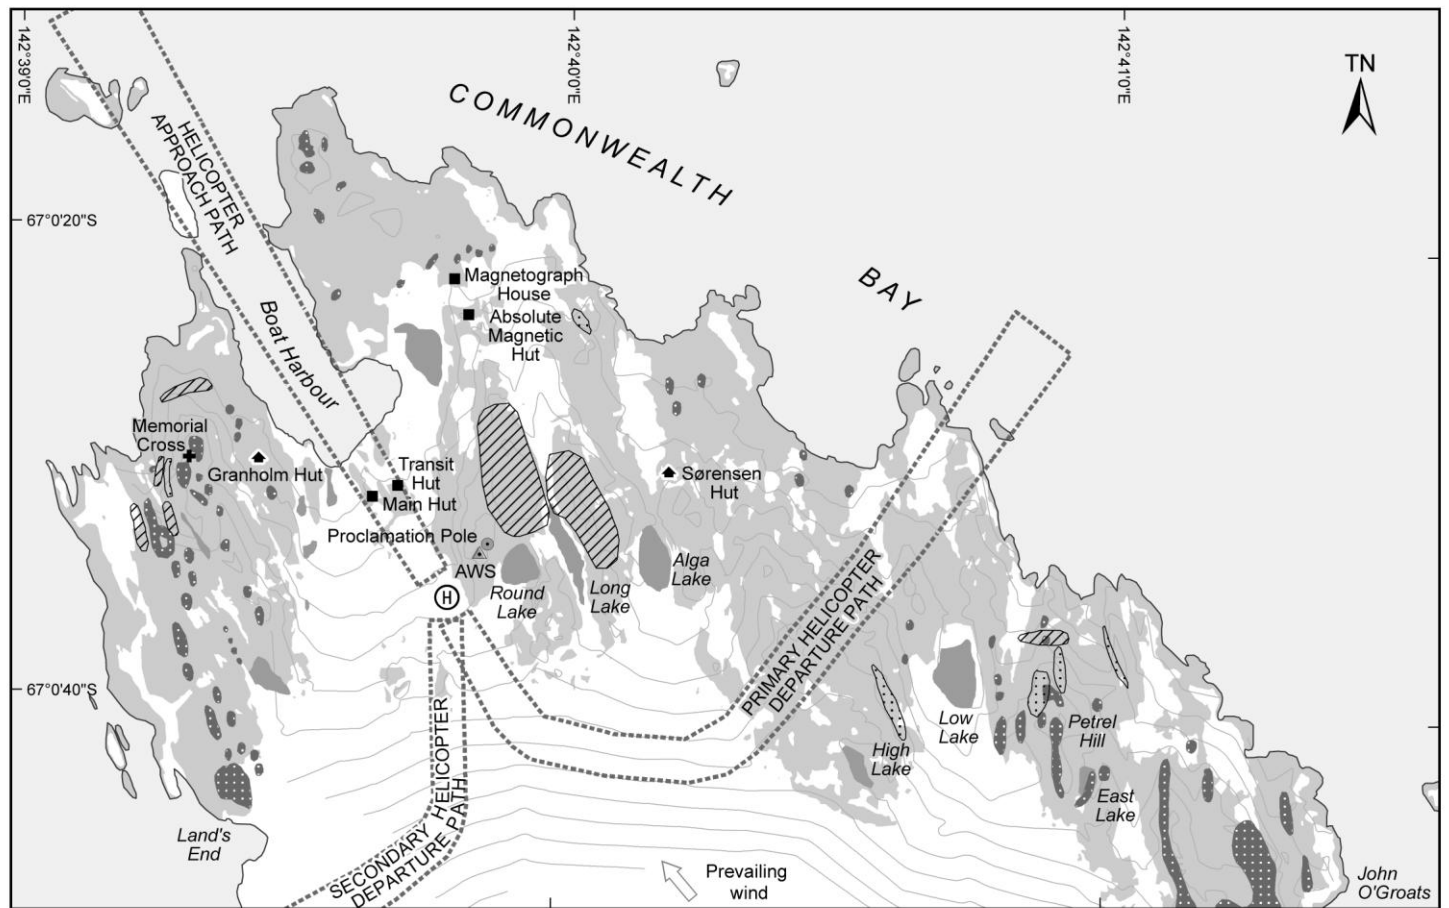 142°39'0"E
142°40'0"E
142°41'0"E
TN
COMMONWEALTH
BAY
HELICOPTER
APPROACH PATH
67°0'20"S
Magnetograph
House
Absolute
Magnetic
Hut
Boat Harbour
Memorial
Cross
Granholm Hut
Transit
Hut
Main Hut
Sørensen
Hut
Proclamation Pole
AWS
H
Round
Lake
Long
Lake
Alga
Lake
PRIMARY HELICOPTER
DEPARTURE PATH
67°0'40"S
High
Lake
Low
Lake
Petrel
Hill
East
Lake
SECONDARY HELICOPTER
DEPARTURE PATH
Land's
End
Prevailing
wind
John
O'Groats